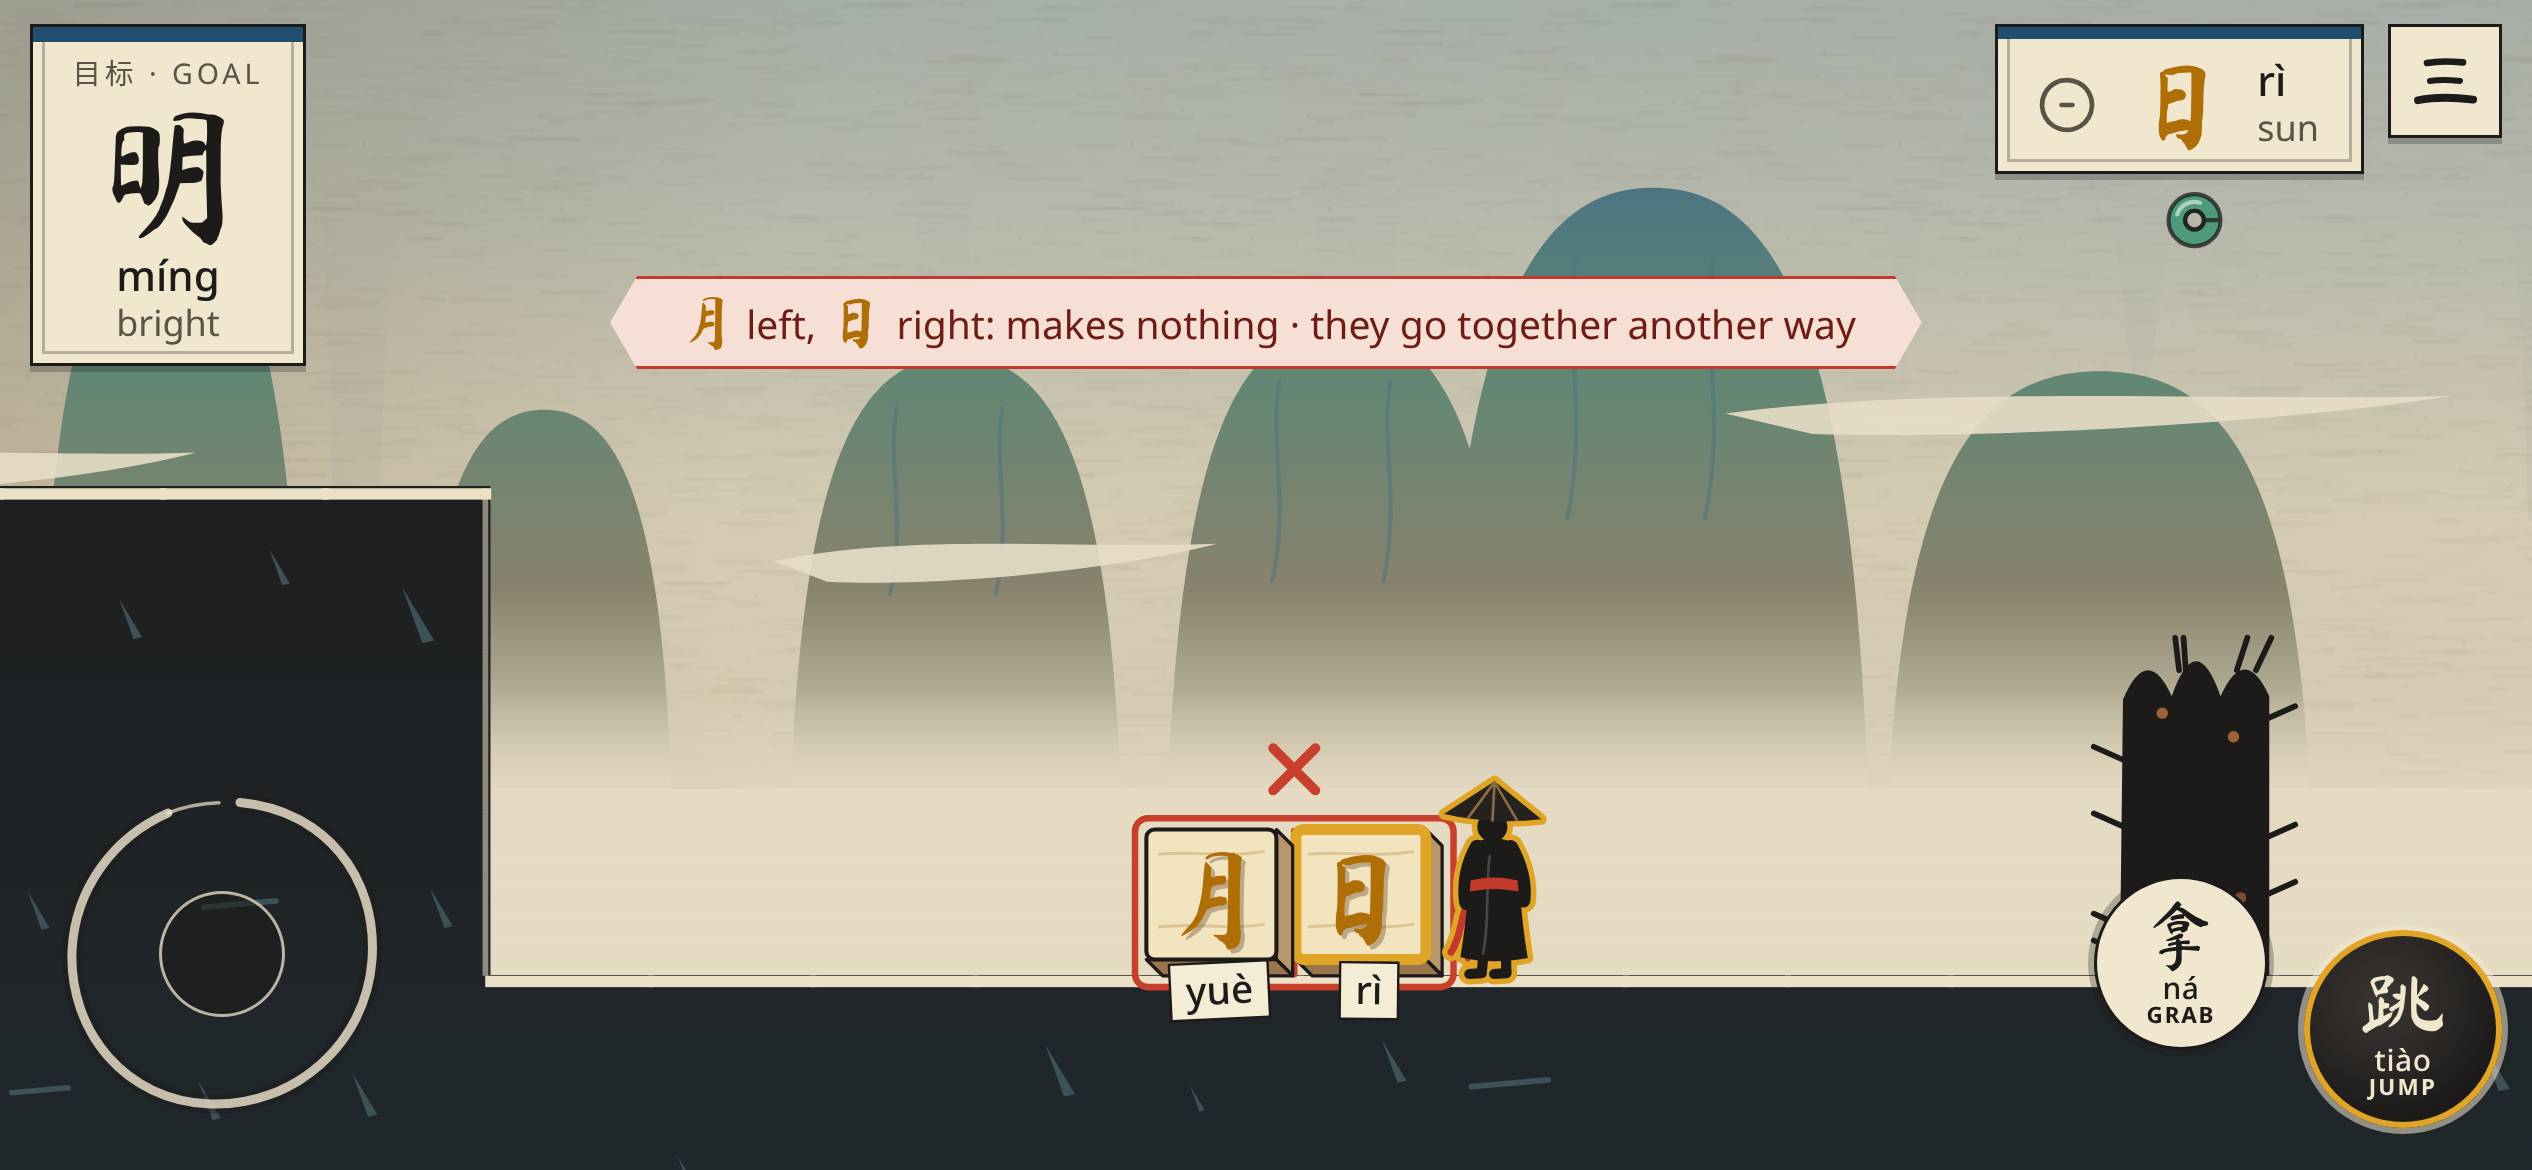 目标 · GOAL
明
míng
bright
日
rì
sun
三
月 left, 日 right: makes nothing · they go together another way
月
日
yuè
rì
拿
ná
GRAB
跳
tiào
JUMP